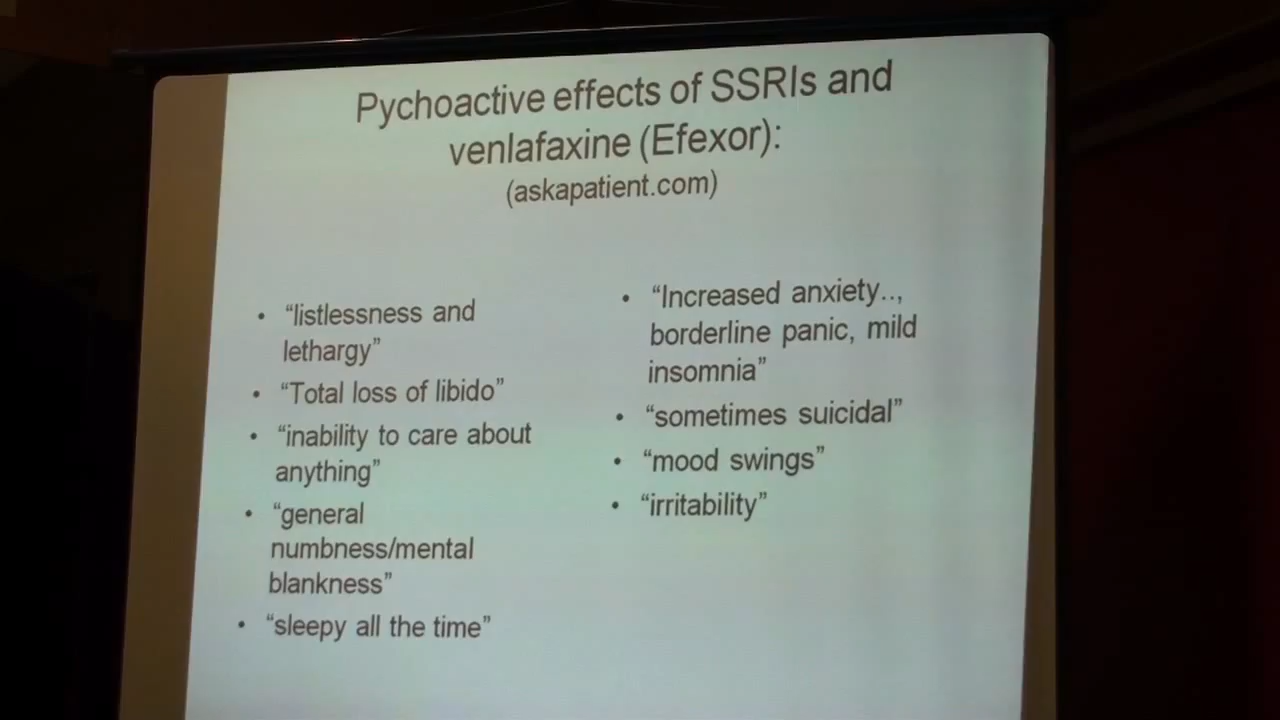 Pychoactive effects of SSRIs and
venlafaxine (Efexor):
(askapatient.com)
• “listlessness and
lethargy”
• “Total loss of libido”
• “inability to care about
anything”
• “general
numbness/mental
blankness”
• “sleepy all the time”
• “Increased anxiety..,
borderline panic, mild
insomnia”
• “sometimes suicidal”
• “mood swings”
• “irritability”